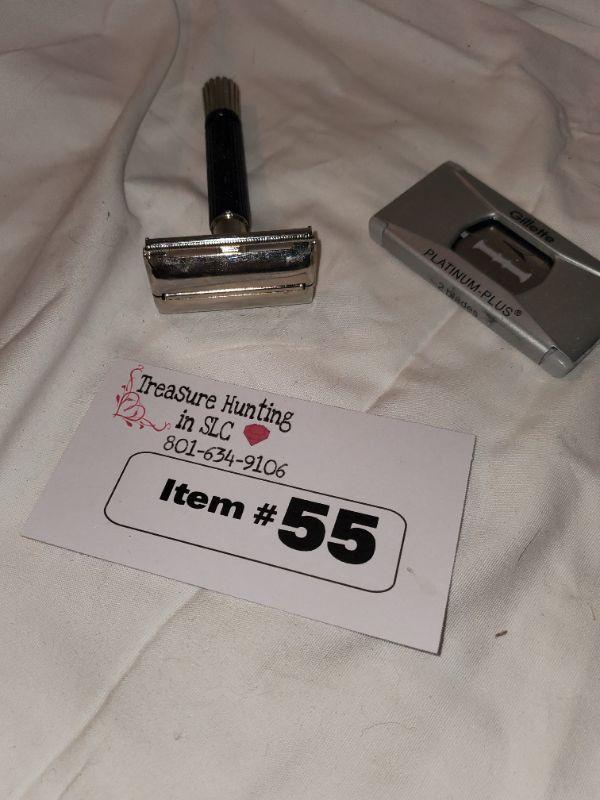 Gillette
PLATINUM-PLUS®
2 blades
Treasure Hunting
in SLC
801-634-9106
Item #55